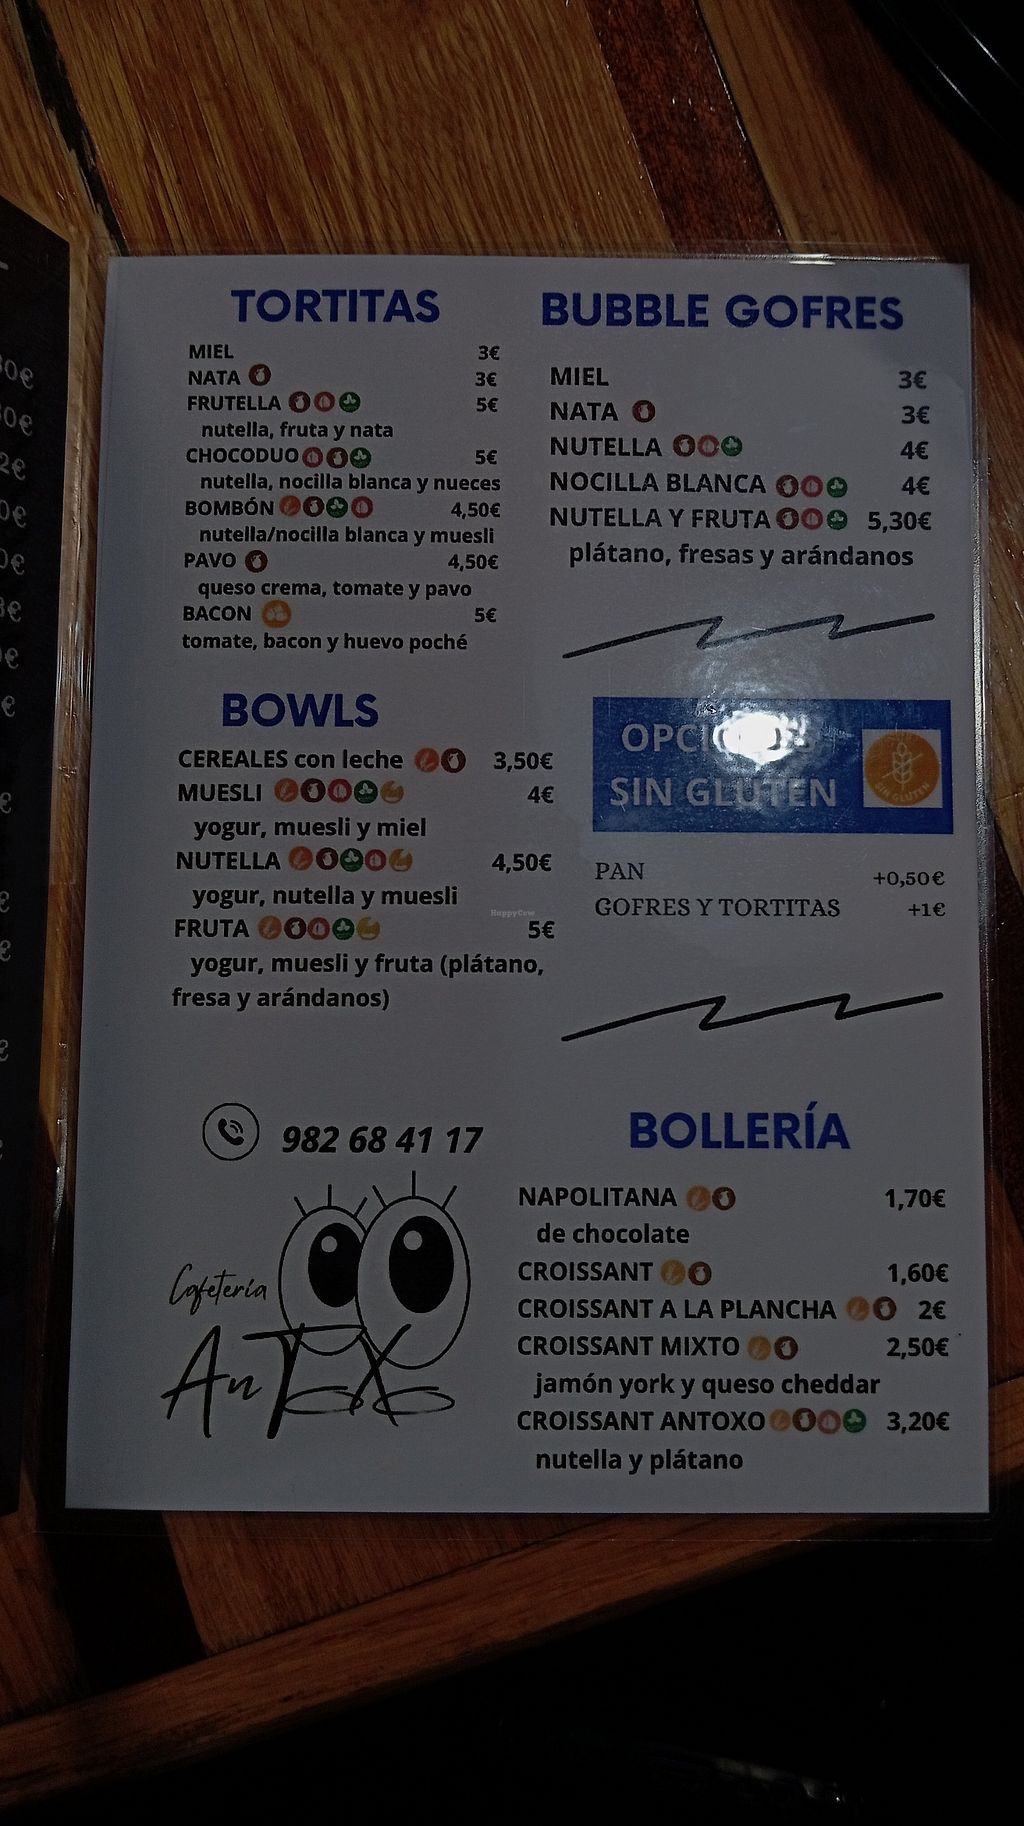 TORTITAS
MIEL 3€
NATA 3€
FRUTELLA 5€
nutella, fruta y nata
CHOCODUO 5€
nutella, nocilla blanca y nueces
BOMBÓN 4,50€
nutella/nocilla blanca y muesli
PAVO 4,50€
queso crema, tomate y pavo
BACON 5€
tomate, bacon y huevo poché
BOWLS
CEREALES con leche 3,50€
MUESLI 4€
yogur, muesli y miel
NUTELLA 4,50€
yogur, nutella y muesli
FRUTA 5€
yogur, muesli y fruta (plátano,
fresa y arándanos)
982 68 41 17
Cafetería
AnToXo
BUBBLE GOFRES
MIEL 3€
NATA 3€
NUTELLA 4€
NOCILLA BLANCA 4€
NUTELLA Y FRUTA 5,30€
plátano, fresas y arándanos
SIN GLUTEN
SIN GLUTEN
PAN +0,50€
GOFRES Y TORTITAS +1€
BOLLERÍA
NAPOLITANA 1,70€
de chocolate
CROISSANT 1,60€
CROISSANT A LA PLANCHA 2€
CROISSANT MIXTO 2,50€
jamón york y queso cheddar
CROISSANT ANTOXO 3,20€
nutella y plátano
HappyCow